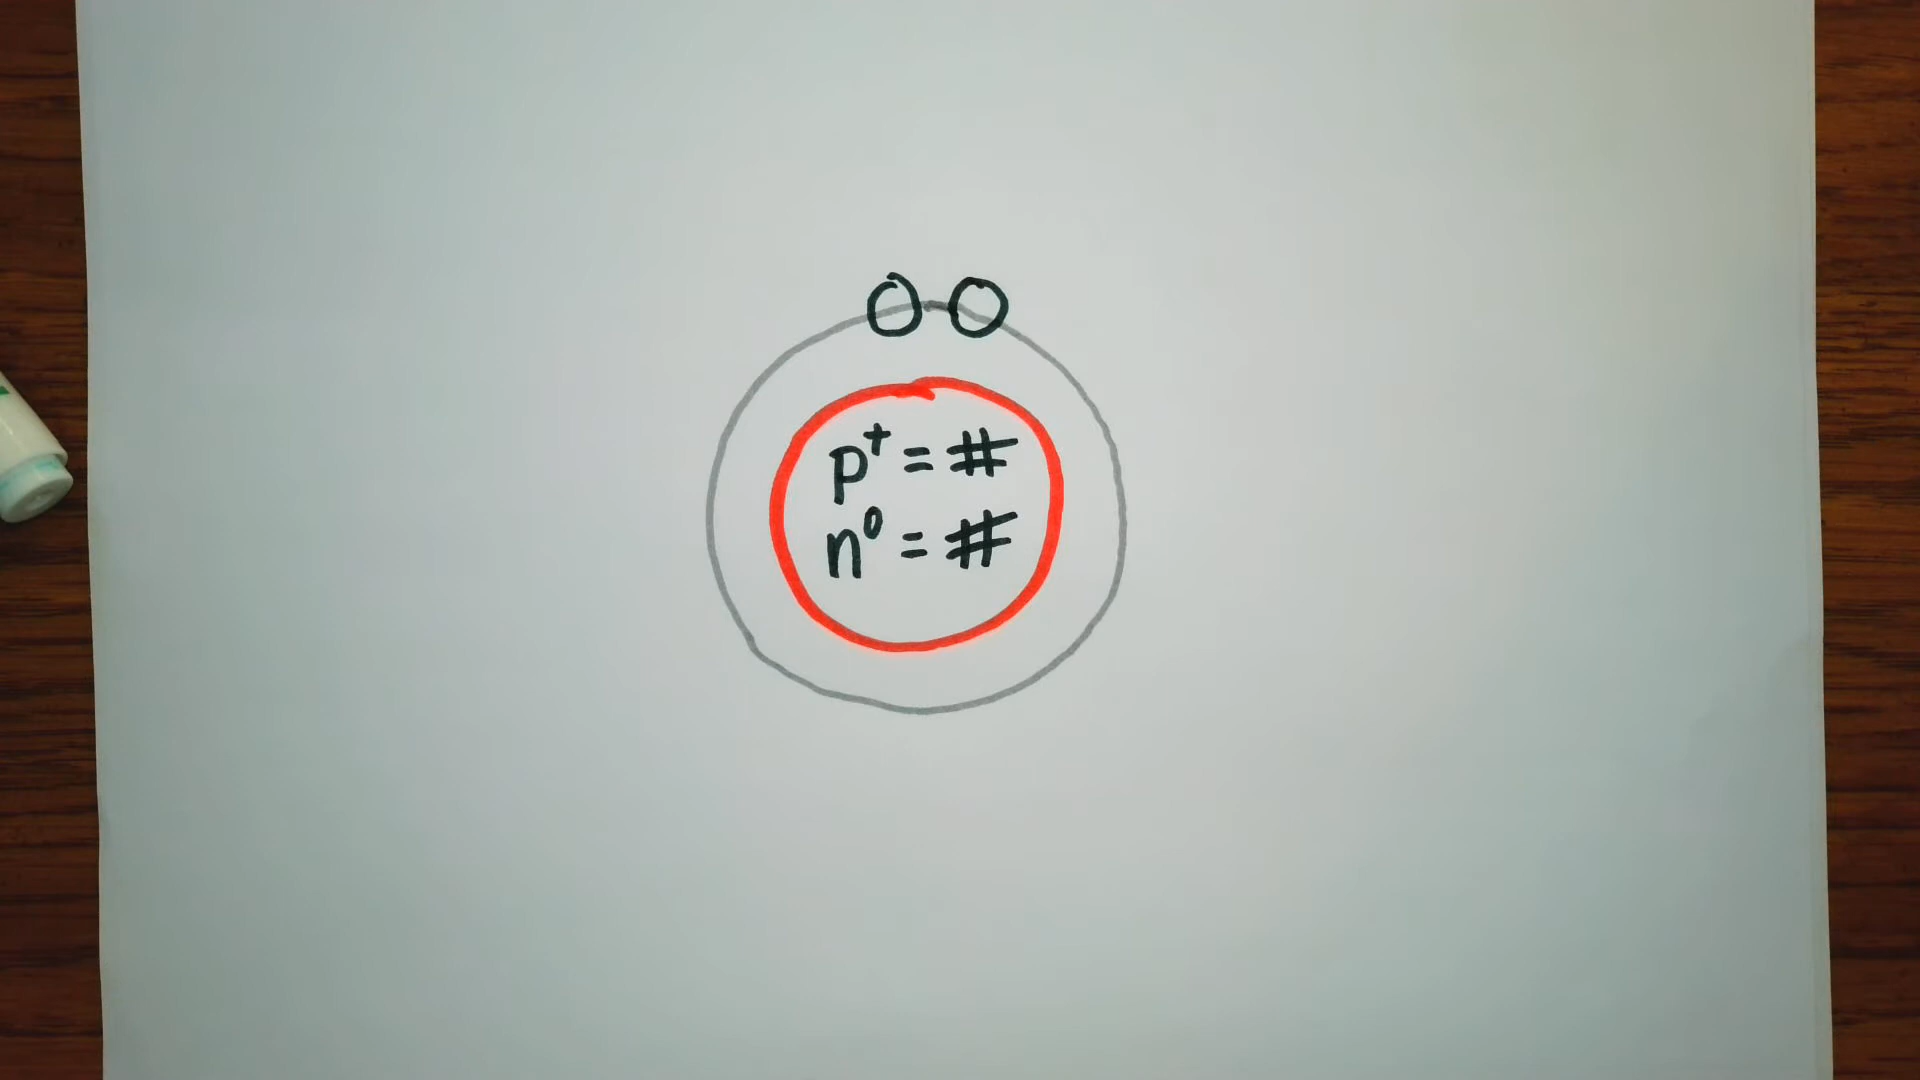 p⁺ = #
n⁰ = #